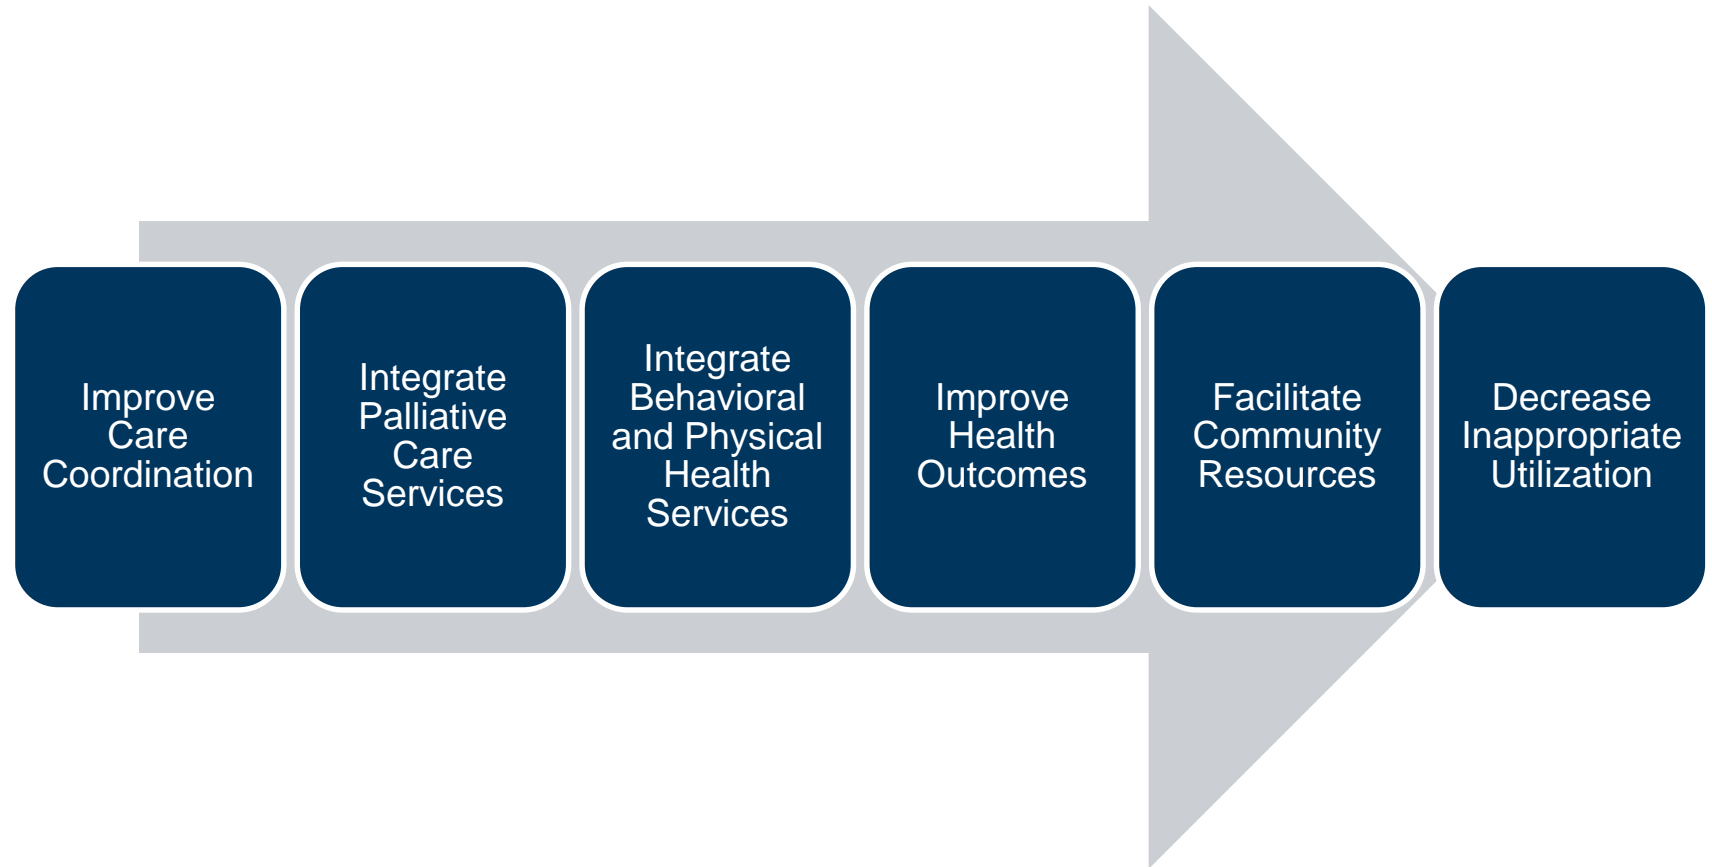 Improve
Care
Coordination
Integrate
Palliative
Care
Services
Integrate
Behavioral
and Physical
Health
Services
Improve
Health
Outcomes
Facilitate
Community
Resources
Decrease
Inappropriate
Utilization